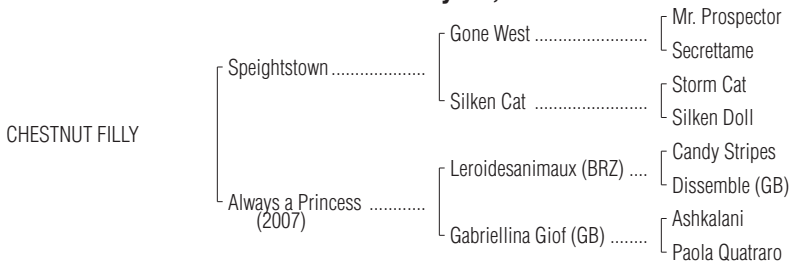 Mr. Prospector
Gone West ........................
Secrettame
Speightstown.....................
Storm Cat
Silken Cat ........................
Silken Doll
CHESTNUT FILLY
Candy Stripes
Leroidesanimaux (BRZ) ....
Dissemble (GB)
Always a Princess ............
(2007)
Ashkalani
Gabriellina Giof (GB) ........
Paola Quatraro